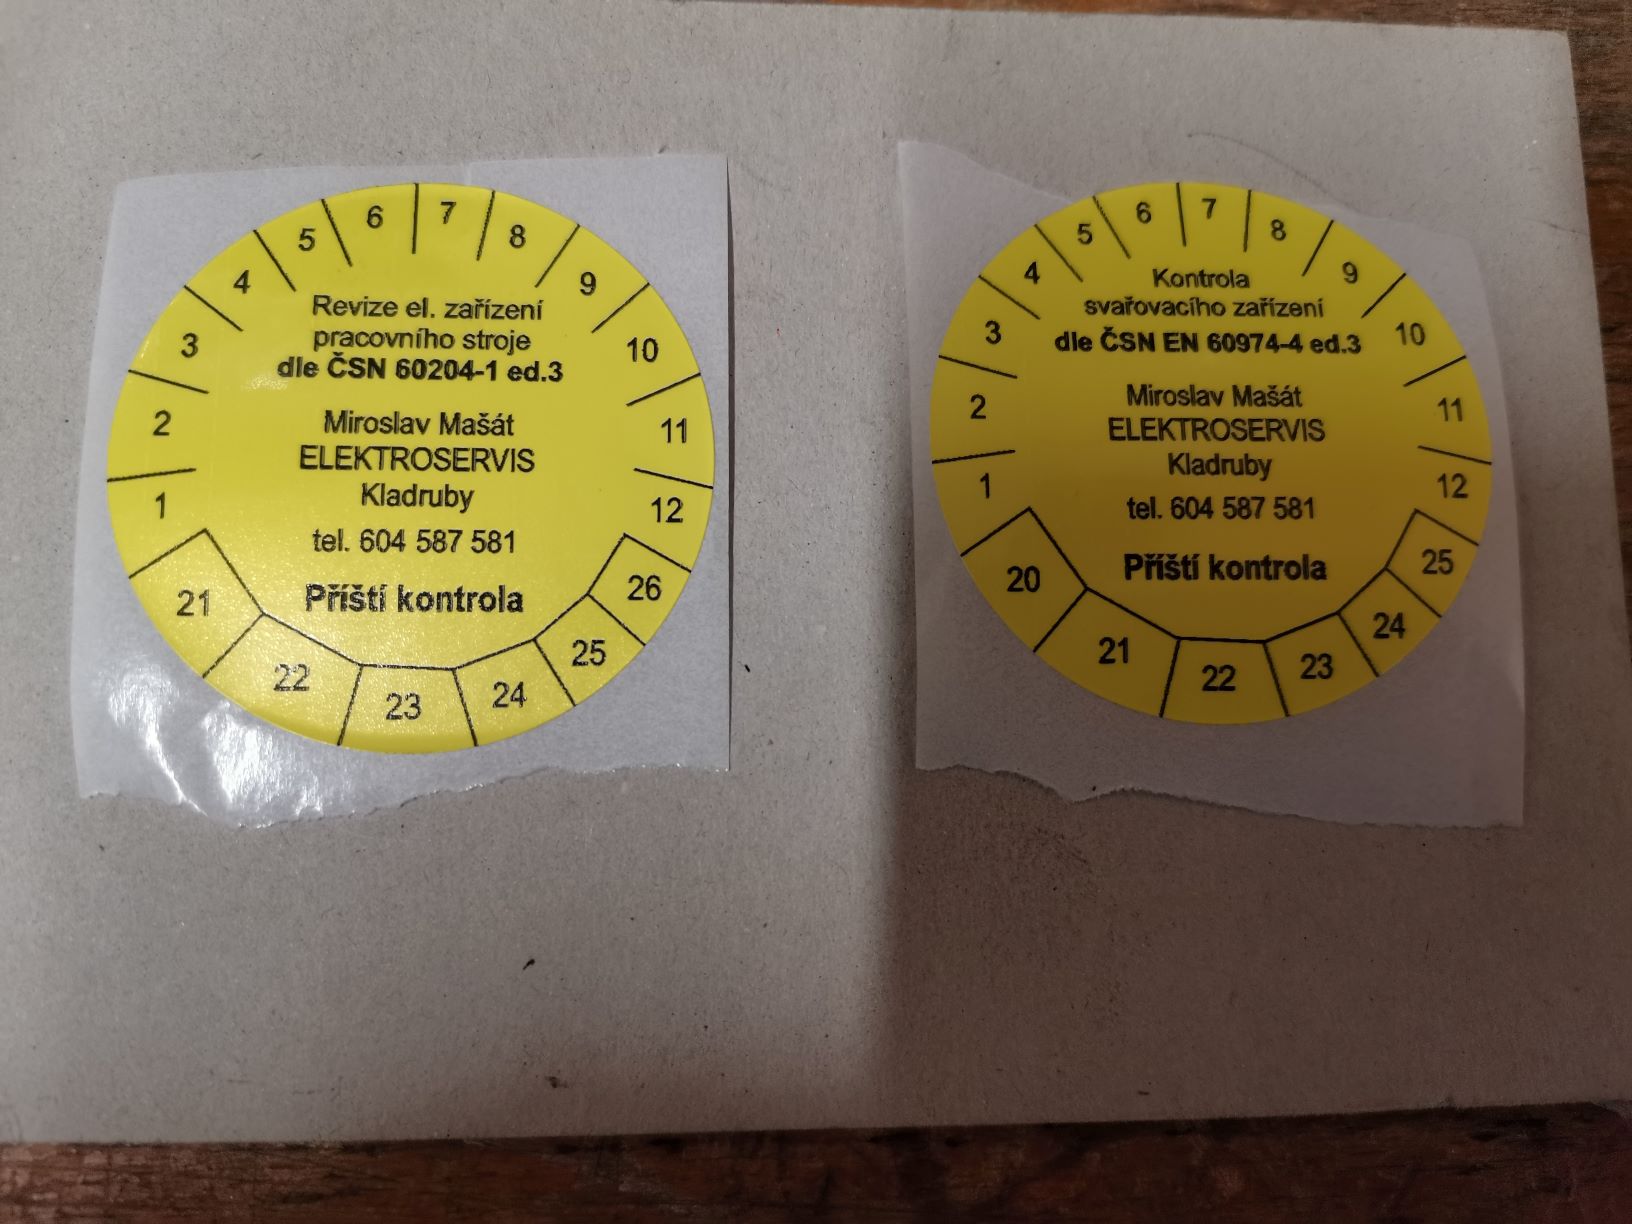 1 2 3 4 5 6 7 8 9 10 11 12
Revize el. zařízení
pracovního stroje
dle ČSN 60204-1 ed.3
Miroslav Mašát
ELEKTROSERVIS
Kladruby
tel. 604 587 581
Příští kontrola
21 22 23 24 25 26
1 2 3 4 5 6 7 8 9 10 11 12
Kontrola
svařovacího zařízení
dle ČSN EN 60974-4 ed.3
Miroslav Mašát
ELEKTROSERVIS
Kladruby
tel. 604 587 581
Příští kontrola
20 21 22 23 24 25